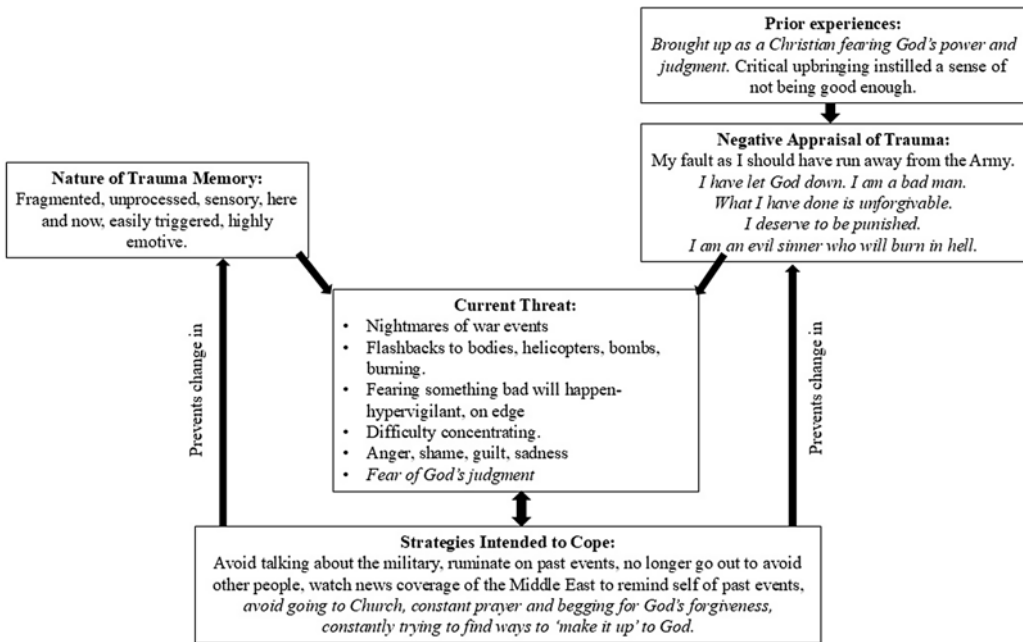 Prior experiences:
Brought up as a Christian fearing God's power and
judgment. Critical upbringing instilled a sense of
not being good enough.
Negative Appraisal of Trauma:
My fault as I should have run away from the Army.
I have let God down. I am a bad man.
What I have done is unforgivable.
I deserve to be punished.
I am an evil sinner who will burn in hell.
Nature of Trauma Memory:
Fragmented, unprocessed, sensory, here
and now, easily triggered, highly
emotive.
Current Threat:
• Nightmares of war events
• Flashbacks to bodies, helicopters, bombs,
burning.
• Fearing something bad will happen-
hypervigilant, on edge
• Difficulty concentrating.
• Anger, shame, guilt, sadness
• Fear of God's judgment
Prevents change in
Prevents change in
Strategies Intended to Cope:
Avoid talking about the military, ruminate on past events, no longer go out to avoid
other people, watch news coverage of the Middle East to remind self of past events,
avoid going to Church, constant prayer and begging for God's forgiveness,
constantly trying to find ways to 'make it up' to God.